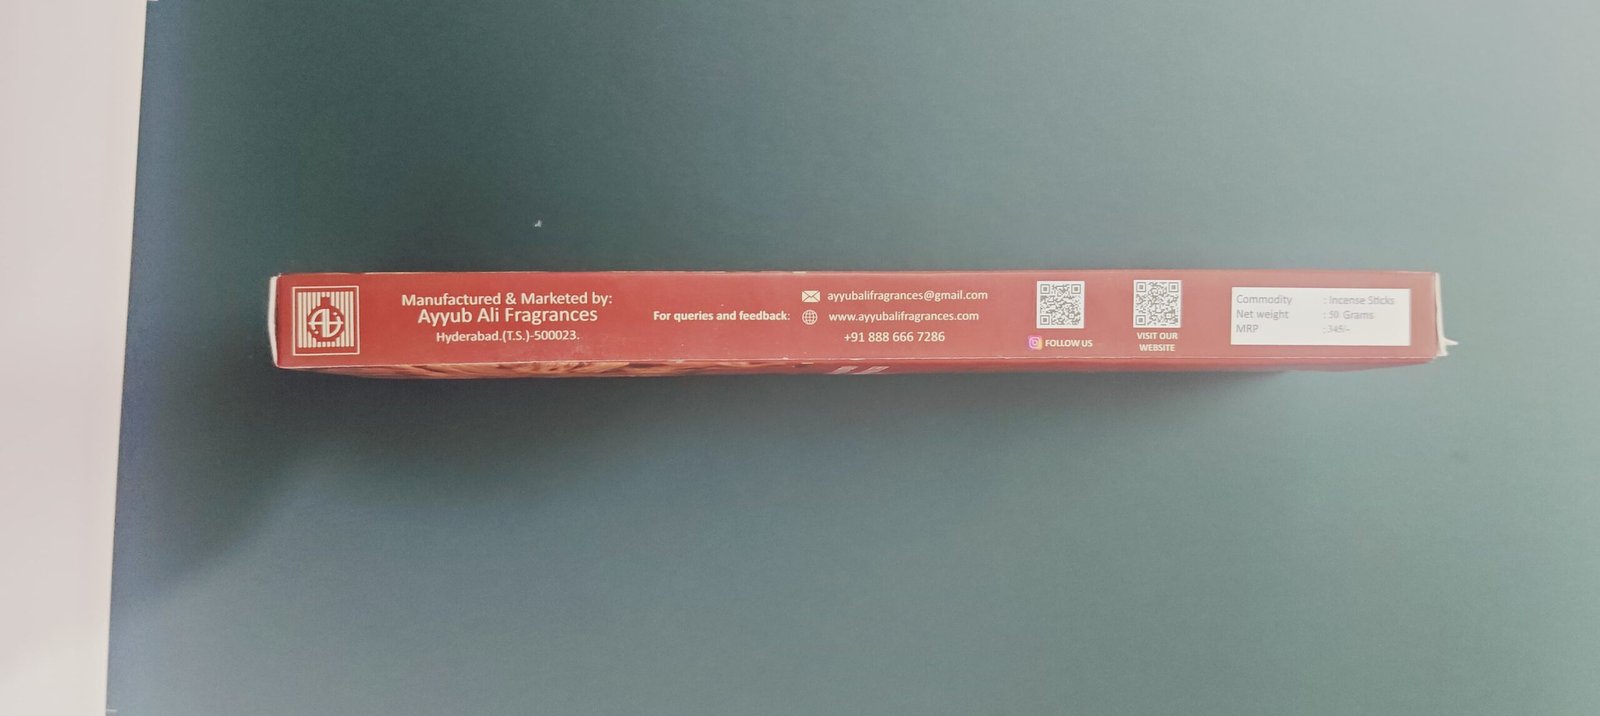 Manufactured & Marketed by:
Ayyub Ali Fragrances
Hyderabad.(T.S.)-500023.
For queries and feedback:
ayyubalifragrances@gmail.com
www.ayyubalifragrances.com
+91 888 666 7286
FOLLOW US
VISIT OUR
WEBSITE
Commodity : Incense Sticks
Net weight : 50 Grams
MRP : 345/-